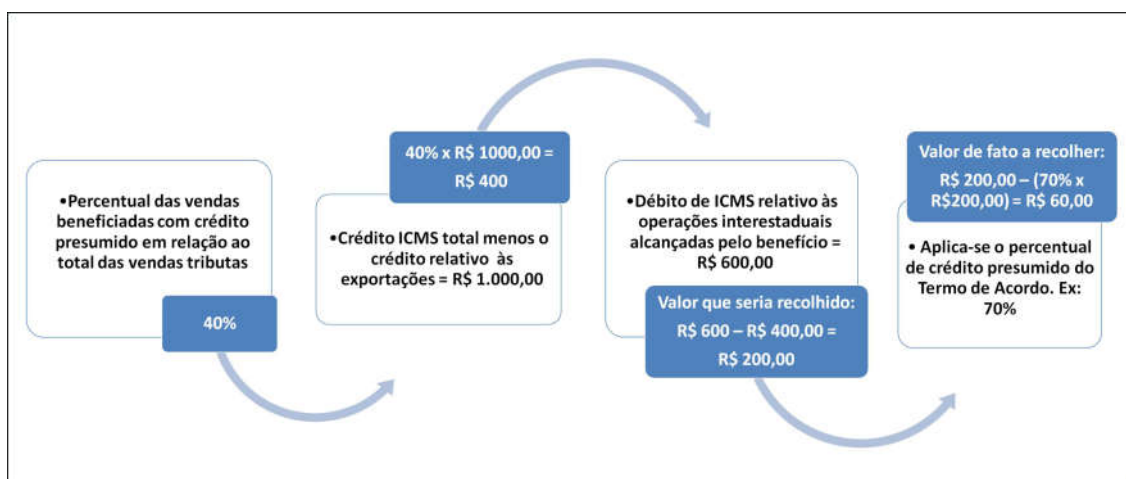 •Percentual das vendas
beneficiadas com crédito
presumido em relação ao
total das vendas tributas
40%
40% x R$ 1000,00 =
R$ 400
•Crédito ICMS total menos o
crédito relativo às
exportações = R$ 1.000,00
•Débito de ICMS relativo às
operações interestaduais
alcançadas pelo benefício =
R$ 600,00
Valor que seria recolhido:
R$ 600 – R$ 400,00 =
R$ 200,00
Valor de fato a recolher:
R$ 200,00 – (70% x
R$200,00) = R$ 60,00
• Aplica-se o percentual
de crédito presumido do
Termo de Acordo. Ex:
70%